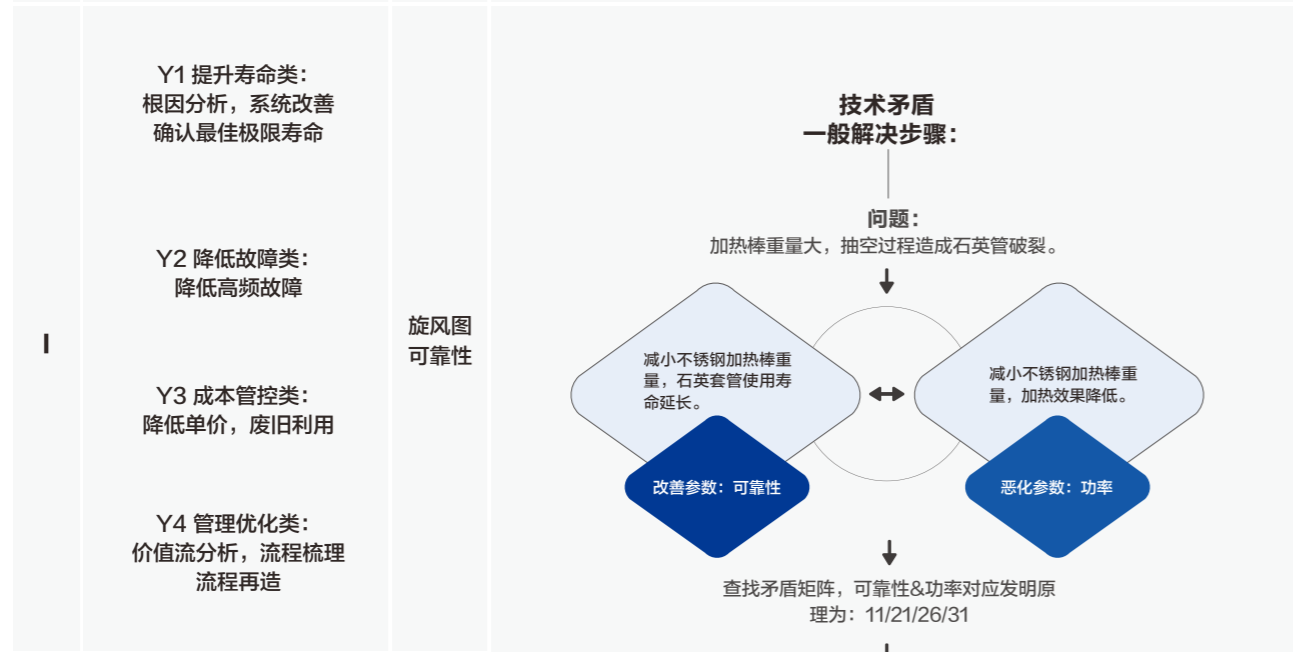 I
Y1 提升寿命类：
根因分析，系统改善
确认最佳极限寿命
Y2 降低故障类：
降低高频故障
Y3 成本管控类：
降低单价，废旧利用
Y4 管理优化类：
价值流分析，流程梳理
流程再造
旋风图
可靠性
技术矛盾
一般解决步骤：
问题：
加热棒重量大，抽空过程造成石英管破裂。
减小不锈钢加热棒重
量，石英套管使用寿
命延长。
改善参数：可靠性
减小不锈钢加热棒重
量，加热效果降低。
恶化参数：功率
查找矛盾矩阵，可靠性&功率对应发明原
理为：11/21/26/31